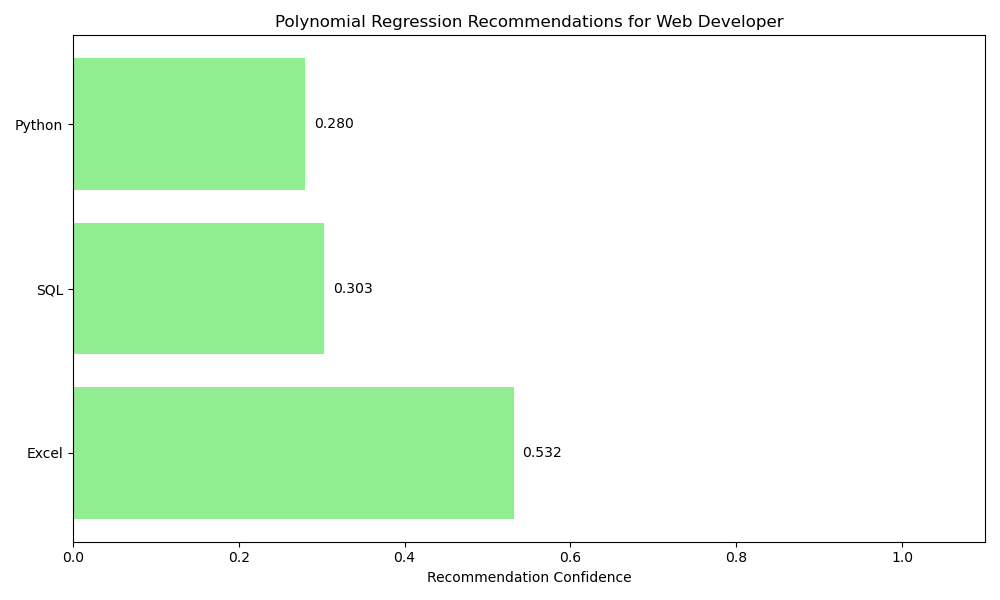 Polynomial Regression Recommendations for Web Developer
Python
0.280
SQL
0.303
Excel
0.532
0.0 0.2 0.4 0.6 0.8 1.0
Recommendation Confidence